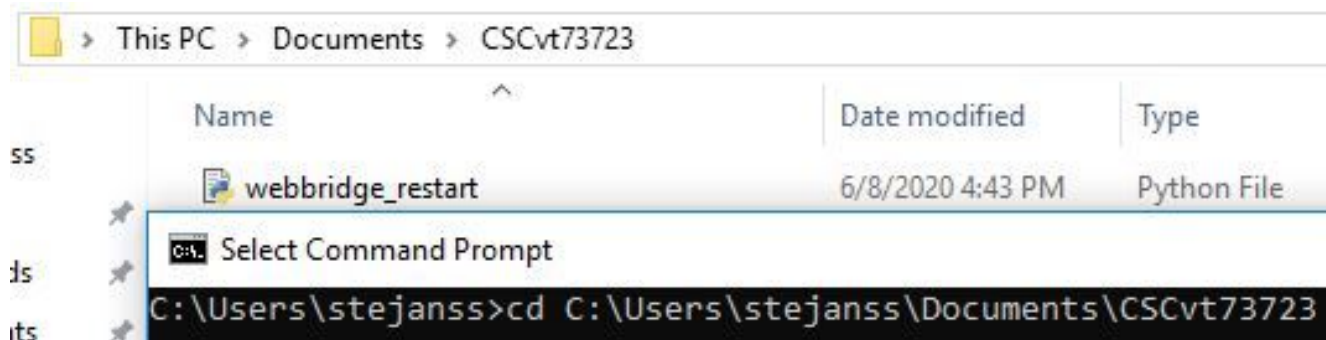 This PC > Documents > CSCvt73723
Name Date modified Type
ss
webbridge_restart 6/8/2020 4:43 PM Python File
Select Command Prompt
ds
C:\Users\stejanss>cd C:\Users\stejanss\Documents\CSCvt73723
nts